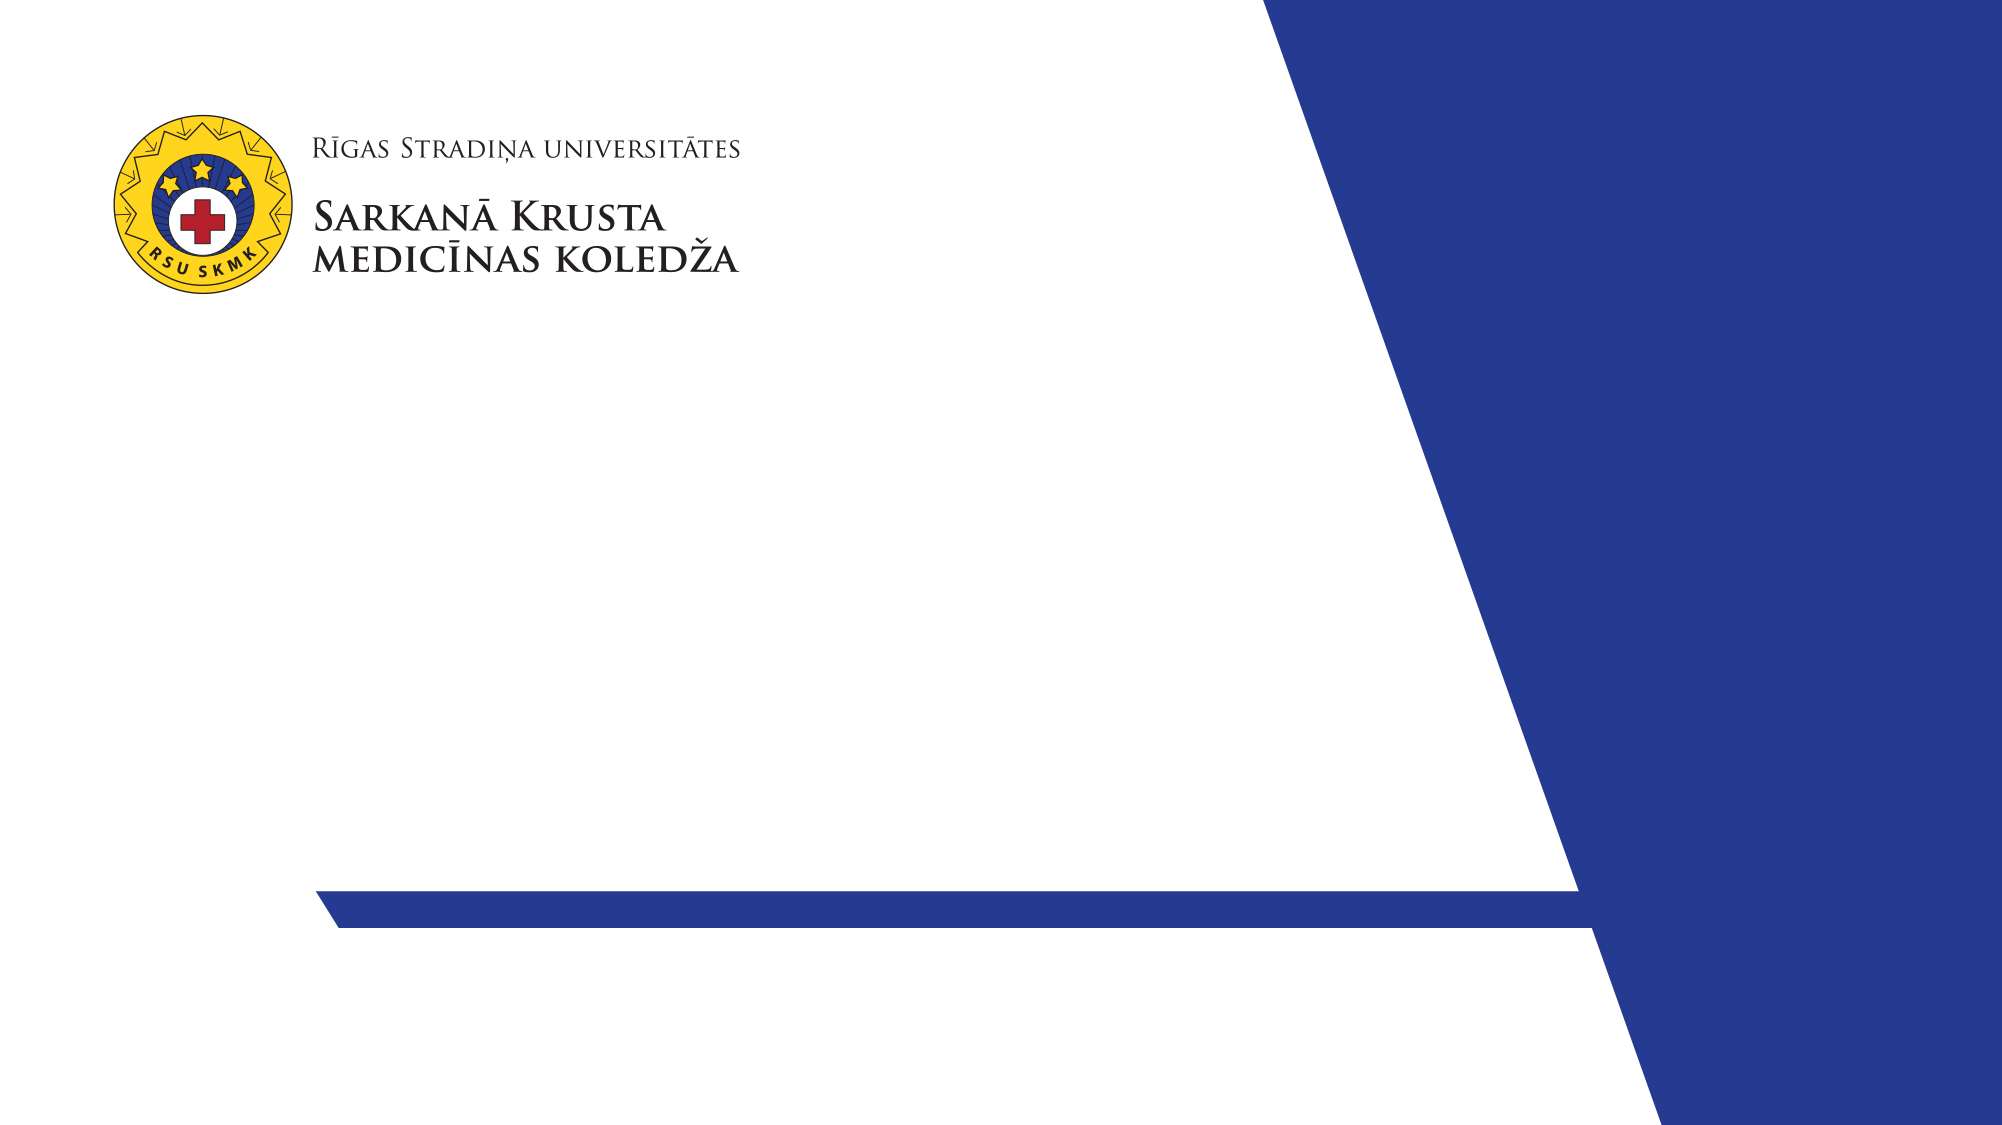 Rīgas Stradiņa universitātes
Sarkanā Krusta
medicīnas koledža
RSU SKMK